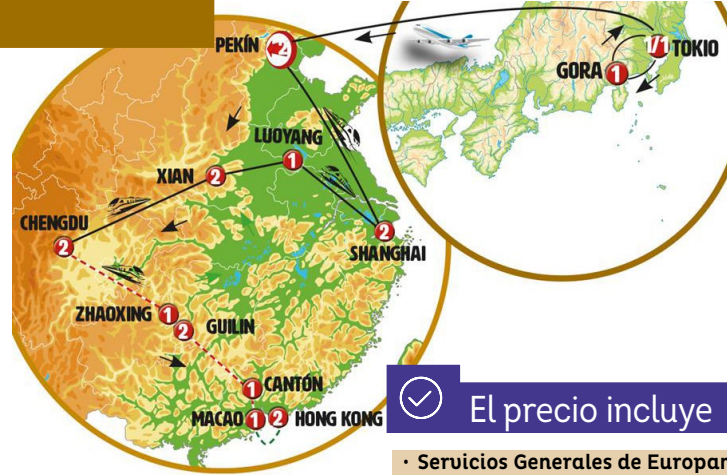 PEKÍN 2
1/1 TOKIO
GORA 1
LUOYANG
1
XIAN 2
CHENGDU
2
2
SHANGHAI
ZHAOXING 1
2 GUILIN
1 CANTÓN
MACAO 1 2 HONG KONG
El precio incluye
· Servicios Generales de Europar